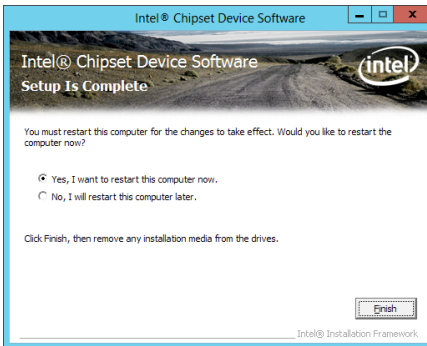 Intel® Chipset Device Software
Intel® Chipset Device Software
intel
Setup Is Complete
You must restart this computer for the changes to take effect. Would you like to restart the
computer now?
Yes, I want to restart this computer now.
No, I will restart this computer later.
Click Finish, then remove any installation media from the drives.
Finish
Intel® Installation Framework